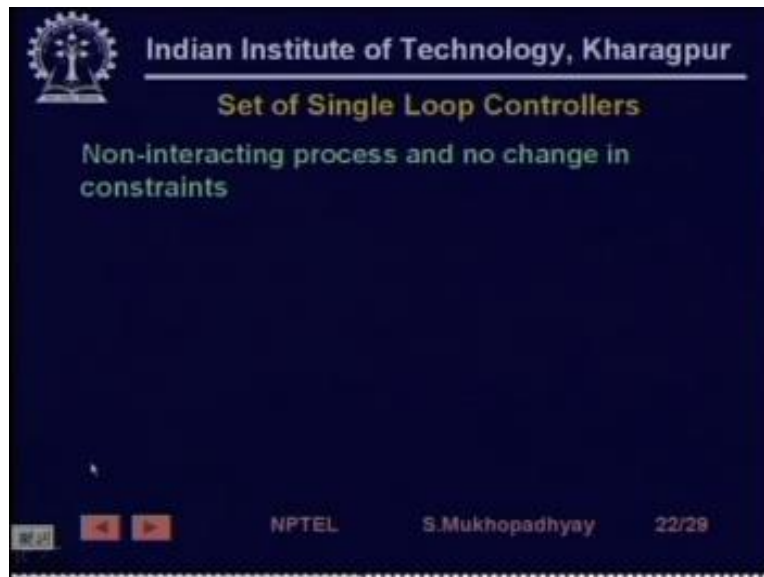 Indian Institute of Technology, Kharagpur
Set of Single Loop Controllers
Non-interacting process and no change in
constraints
NPTEL S.Mukhopadhyay 22/29